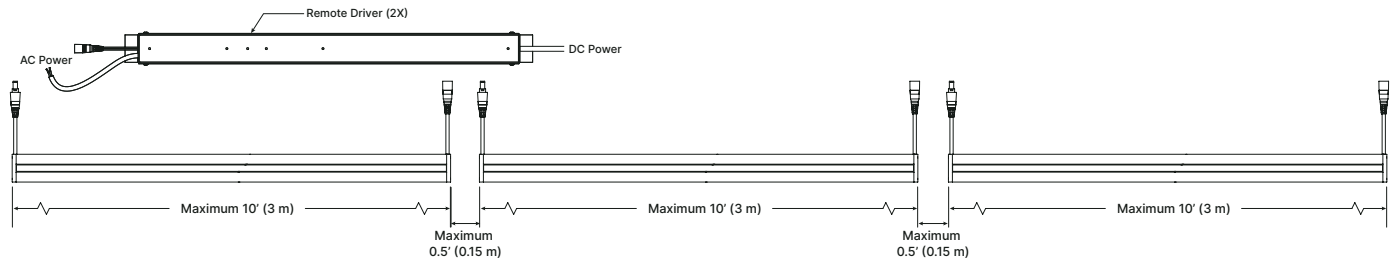 Remote Driver (2X)
AC Power
DC Power
Maximum 10' (3 m)
Maximum 10' (3 m)
Maximum 10' (3 m)
Maximum
0.5' (0.15 m)
Maximum
0.5' (0.15 m)